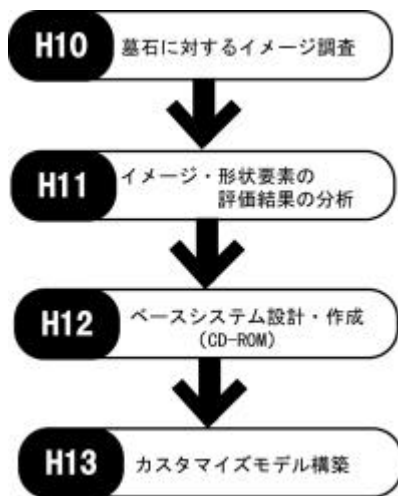 H10 墓石に対するイメージ調査
H11 イメージ・形状要素の
評価結果の分析
H12 ベースシステム設計・作成
(CD-ROM)
H13 カスタマイズモデル構築